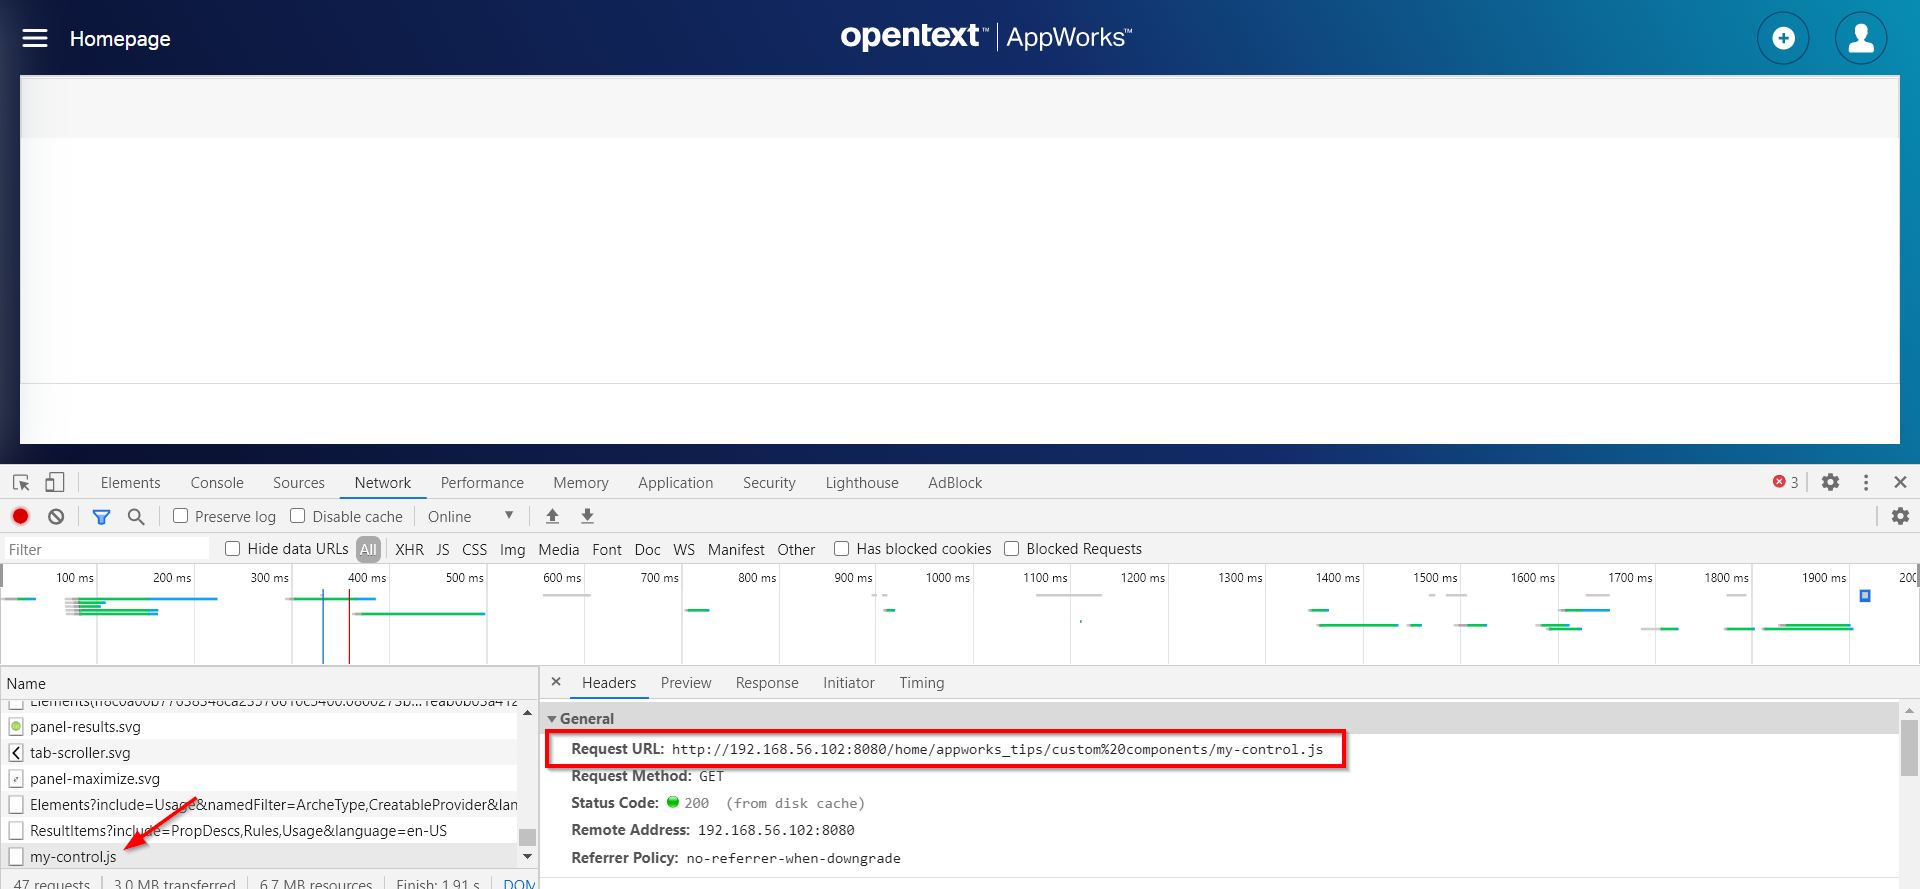 Homepage
opentext™ | AppWorks™
Elements Console Sources Network Performance Memory Application Security Lighthouse AdBlock 3
Preserve log Disable cache Online
Filter Hide data URLs All XHR JS CSS Img Media Font Doc WS Manifest Other Has blocked cookies Blocked Requests
100 ms 200 ms 300 ms 400 ms 500 ms 600 ms 700 ms 800 ms 900 ms 1000 ms 1100 ms 1200 ms 1300 ms 1400 ms 1500 ms 1600 ms 1700 ms 1800 ms 1900 ms
Name
panel-results.svg
tab-scroller.svg
panel-maximize.svg
Elements?include=Usage&namedFilter=ArcheType,CreatableProvider&lan
ResultItems?include=PropDescs,Rules,Usage&language=en-US
my-control.js
47 requests 3.0 MB transferred 6.7 MB resources Finish: 1.91 s DOM
Headers Preview Response Initiator Timing
General
Request URL: http://192.168.56.102:8080/home/appworks_tips/custom%20components/my-control.js
Request Method: GET
Status Code: 200 (from disk cache)
Remote Address: 192.168.56.102:8080
Referrer Policy: no-referrer-when-downgrade